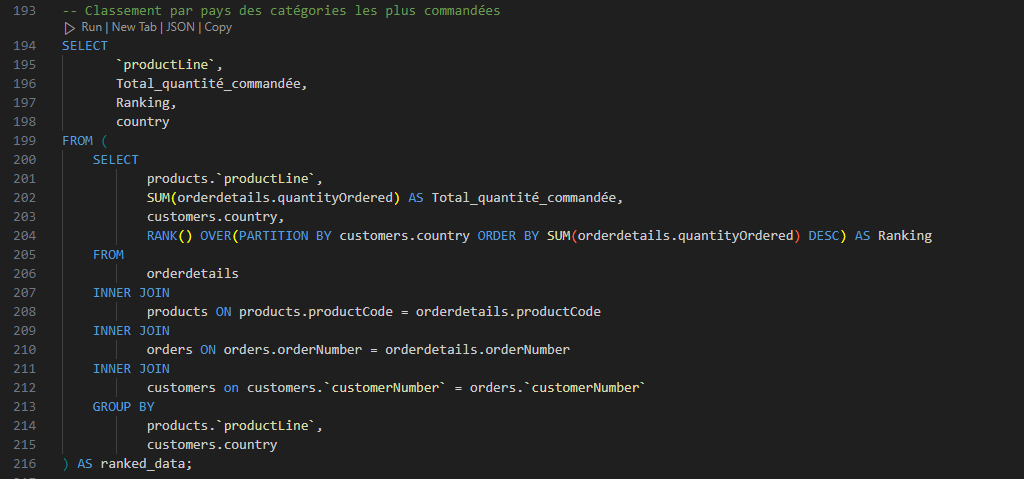 193 -- Classement par pays des catégories les plus commandées
Run | New Tab | JSON | Copy
194 SELECT
195 `productLine`,
196 Total_quantité_commandée,
197 Ranking,
198 country
199 FROM (
200 SELECT
201 products.`productLine`,
202 SUM(orderdetails.quantityOrdered) AS Total_quantité_commandée,
203 customers.country,
204 RANK() OVER(PARTITION BY customers.country ORDER BY SUM(orderdetails.quantityOrdered) DESC) AS Ranking
205 FROM
206 orderdetails
207 INNER JOIN
208 products ON products.productCode = orderdetails.productCode
209 INNER JOIN
210 orders ON orders.orderNumber = orderdetails.orderNumber
211 INNER JOIN
212 customers on customers.`customerNumber` = orders.`customerNumber`
213 GROUP BY
214 products.`productLine`,
215 customers.country
216 ) AS ranked_data;